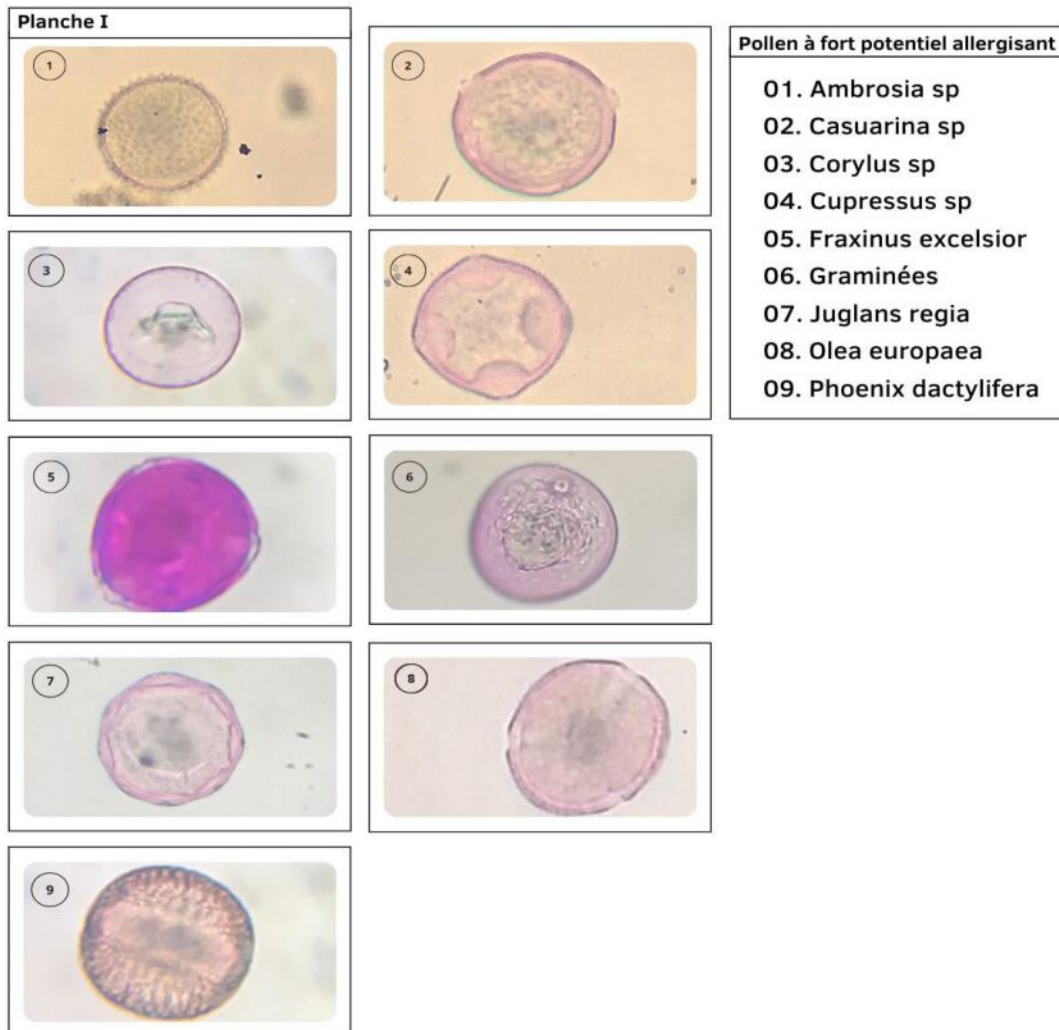 Planche I
1
2
3
4
5
6
7
8
9
Pollen à fort potentiel allergisant
01. Ambrosia sp
02. Casuarina sp
03. Corylus sp
04. Cupressus sp
05. Fraxinus excelsior
06. Graminées
07. Juglans regia
08. Olea europaea
09. Phoenix dactylifera